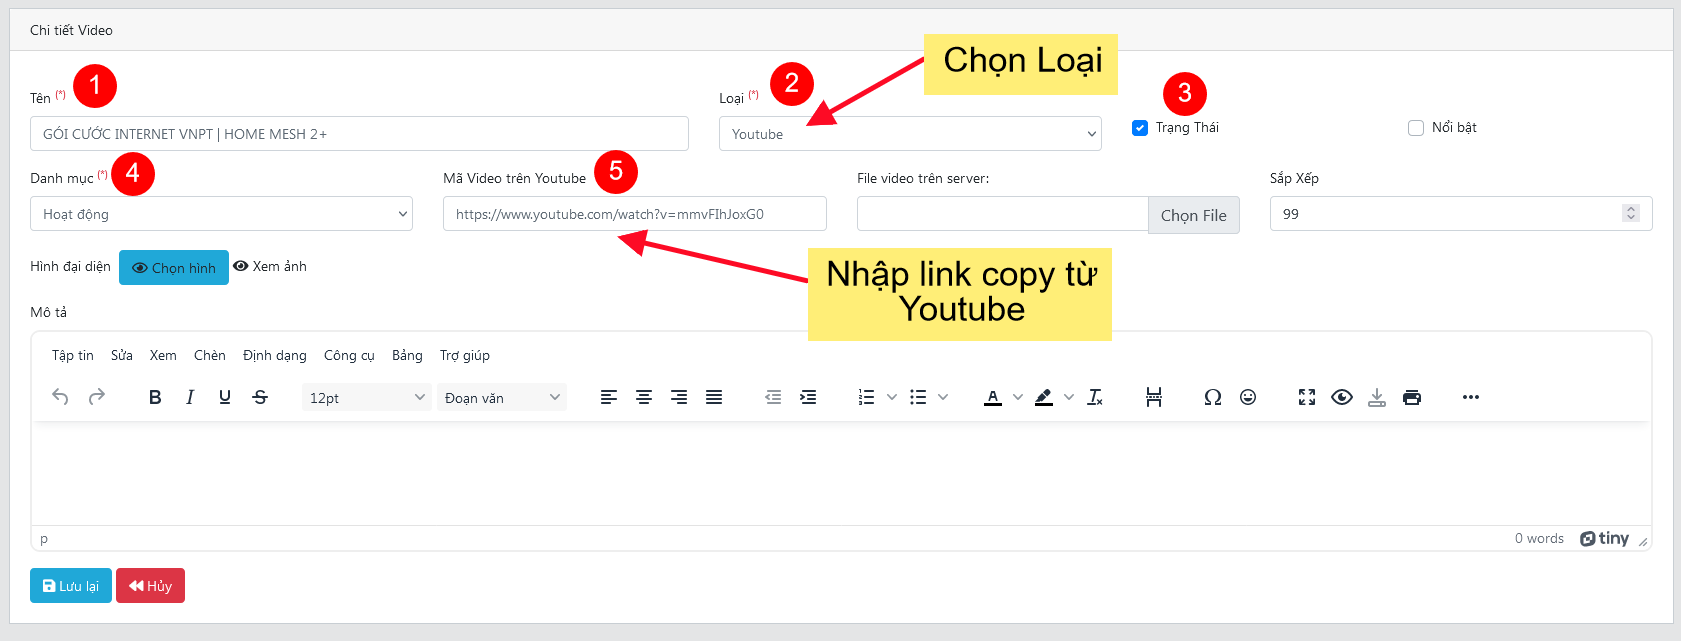 Chi tiết Video
Chọn Loại
Tên (*) 1
Loại (*) 2
3
GÓI CƯỚC INTERNET VNPT | HOME MESH 2+
Youtube
Trạng Thái
Nổi bật
Danh mục (*) 4
Mã Video trên Youtube 5
File video trên server:
Sắp Xếp
Hoạt động
https://www.youtube.com/watch?v=mmvFIhJoxG0
Chọn File
99
Hình đại diện Chọn hình Xem ảnh
Nhập link copy từ
Youtube
Mô tả
Tập tin Sửa Xem Chèn Định dạng Công cụ Bảng Trợ giúp
B I U S 12pt Đoạn văn
p
0 words tiny
Lưu lại Hủy